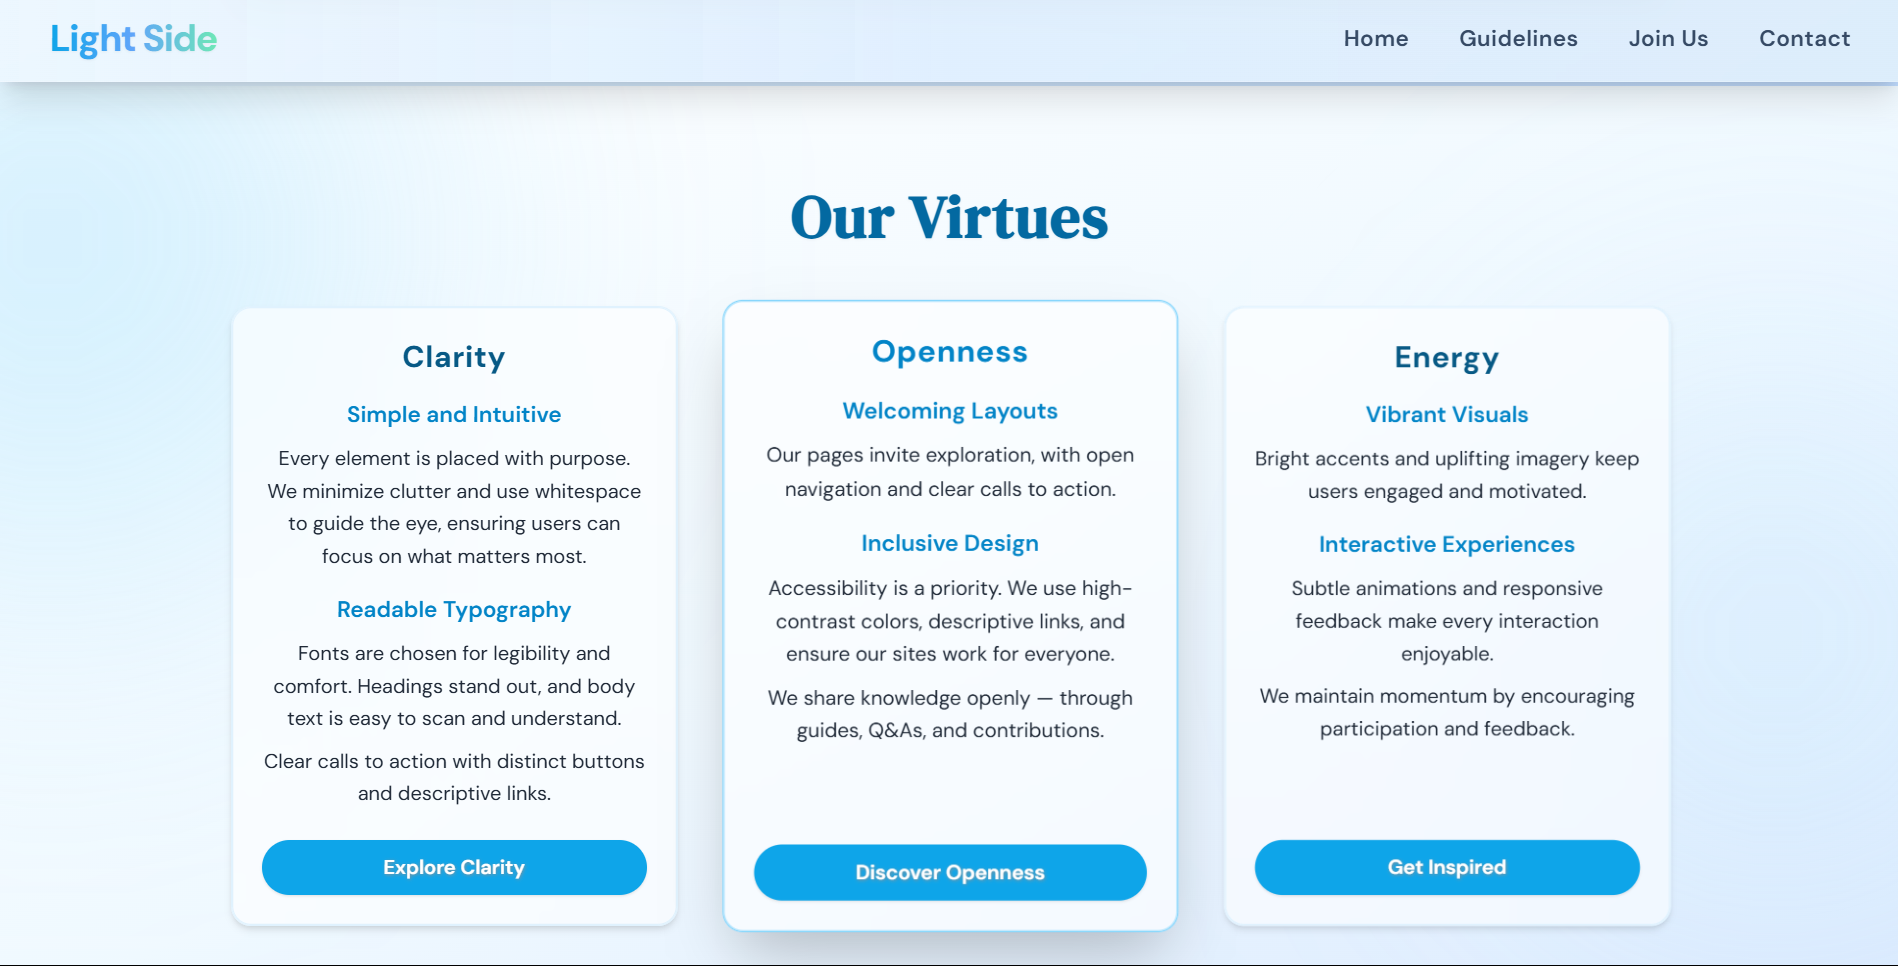 Light Side
Home
Guidelines
Join Us
Contact
Our Virtues
Clarity
Simple and Intuitive
Every element is placed with purpose.
We minimize clutter and use whitespace
to guide the eye, ensuring users can
focus on what matters most.
Readable Typography
Fonts are chosen for legibility and
comfort. Headings stand out, and body
text is easy to scan and understand.
Clear calls to action with distinct buttons
and descriptive links.
Explore Clarity
Openness
Welcoming Layouts
Our pages invite exploration, with open
navigation and clear calls to action.
Inclusive Design
Accessibility is a priority. We use high-
contrast colors, descriptive links, and
ensure our sites work for everyone.
We share knowledge openly — through
guides, Q&As, and contributions.
Discover Openness
Energy
Vibrant Visuals
Bright accents and uplifting imagery keep
users engaged and motivated.
Interactive Experiences
Subtle animations and responsive
feedback make every interaction
enjoyable.
We maintain momentum by encouraging
participation and feedback.
Get Inspired